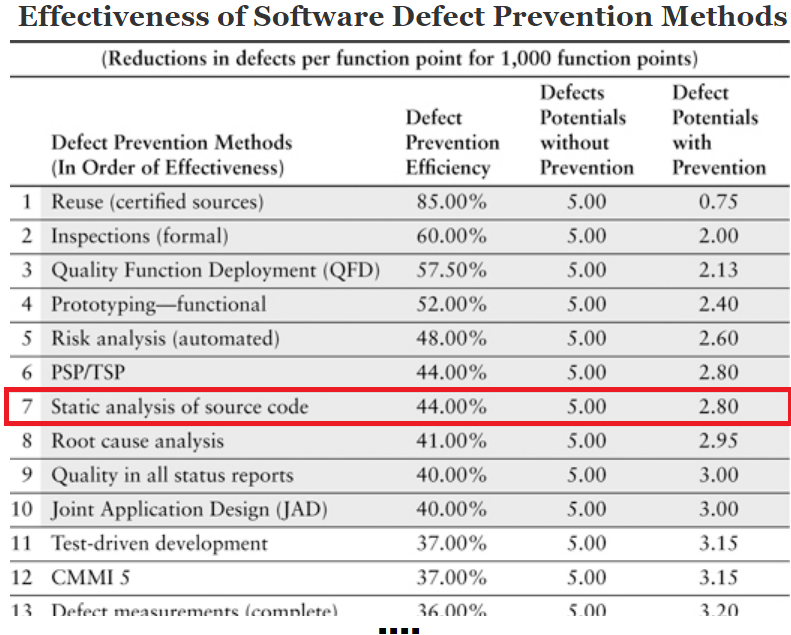 Effectiveness of Software Defect Prevention Methods
(Reductions in defects per function point for 1,000 function points)
Defects Defect
Defect Potentials Potentials
Defect Prevention Methods Prevention without with
(In Order of Effectiveness) Efficiency Prevention Prevention
1 Reuse (certified sources) 85.00% 5.00 0.75
2 Inspections (formal) 60.00% 5.00 2.00
3 Quality Function Deployment (QFD) 57.50% 5.00 2.13
4 Prototyping—functional 52.00% 5.00 2.40
5 Risk analysis (automated) 48.00% 5.00 2.60
6 PSP/TSP 44.00% 5.00 2.80
7 Static analysis of source code 44.00% 5.00 2.80
8 Root cause analysis 41.00% 5.00 2.95
9 Quality in all status reports 40.00% 5.00 3.00
10 Joint Application Design (JAD) 40.00% 5.00 3.00
11 Test-driven development 37.00% 5.00 3.15
12 CMMI 5 37.00% 5.00 3.15
13 Defect measurements (complete) 36.00% 5.00 3.20
....